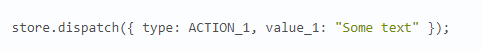 store.dispatch({ type: ACTION_1, value_1: "Some text" });